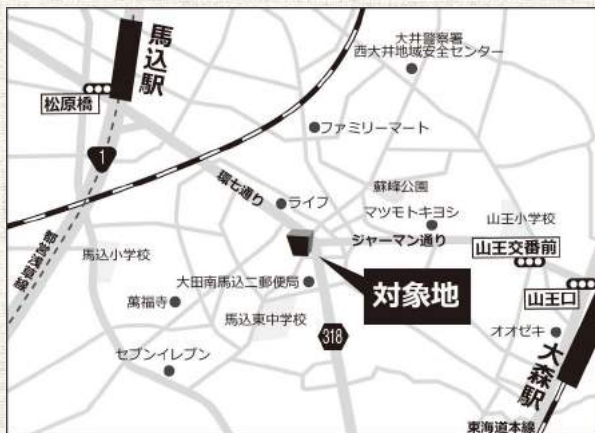 馬込駅
松原橋
1
都営浅草線
大井警察署
西大井地域安全センター
ファミリーマート
環七通り
ライフ
蘇峰公園
マツモトキヨシ
山王小学校
ジャーマン通り
山王交番前
馬込小学校
大田南馬込二郵便局
対象地
山王口
萬福寺
馬込東中学校
318
オオゼキ
セブンイレブン
大森駅
東海道本線